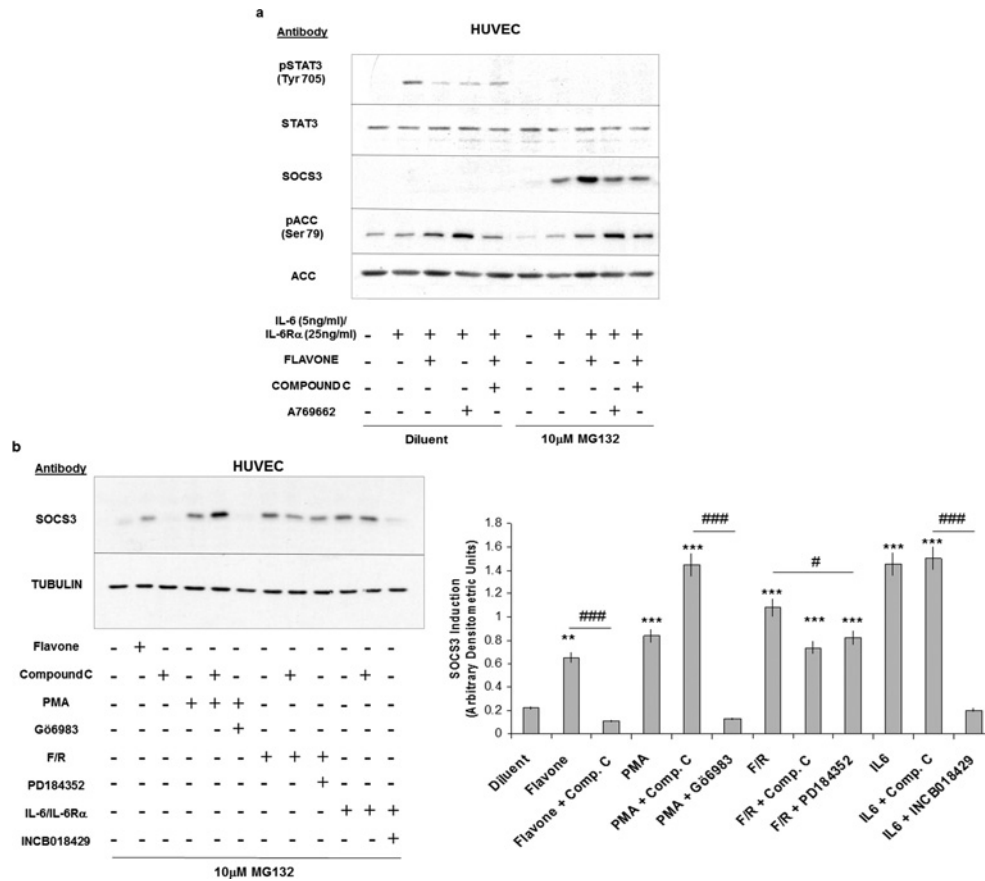 a
Antibody
HUVEC
pSTAT3
(Tyr 705)
STAT3
SOCS3
pACC
(Ser 79)
ACC
IL-6 (5ng/ml)/
IL-6Rα (25ng/ml) - + + + + - + + + +
FLAVONE - - + - + - - + - +
COMPOUND C - - - - + - - - - +
A769662 - - - + - - - - + -
Diluent 10μM MG132
b
Antibody
HUVEC
SOCS3
TUBULIN
Flavone - + - - - - - - - - - -
Compound C - - + - + - - + - - + -
PMA - - - + + + - - - - - -
Gö6983 - - - - - + - - - - - -
F/R - - - - - - + + + - - -
PD184352 - - - - - - - - + - - -
IL-6/IL-6Rα - - - - - - - - - + + +
INCB018429 - - - - - - - - - - - +
10μM MG132
SOCS3 Induction
(Arbitrary Densitometric Units)
1.8
1.6
1.4
1.2
1
0.8
0.6
0.4
0.2
0
**
###
***
***
###
***
#
***
***
***
***
###
Diluent
Flavone
Flavone + Comp. C
PMA
PMA + Comp. C
PMA + Gö6983
F/R
F/R + Comp. C
F/R + PD184352
IL6
IL6 + Comp. C
IL6 + INCB018429